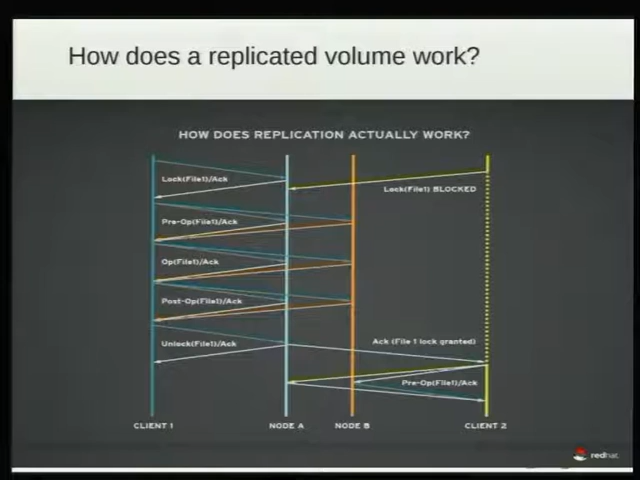 How does a replicated volume work?
HOW DOES REPLICATION ACTUALLY WORK?
Lock(File1)/Ack
Lock(File1) BLOCKED
Pre-Op(File1)/Ack
Op(File1)/Ack
Post-Op(File1)/Ack
Unlock(File1)/Ack
Ack (File 1 lock granted)
Pre-Op(File1)/Ack
CLIENT 1
NODE A
NODE B
CLIENT 2
redhat.